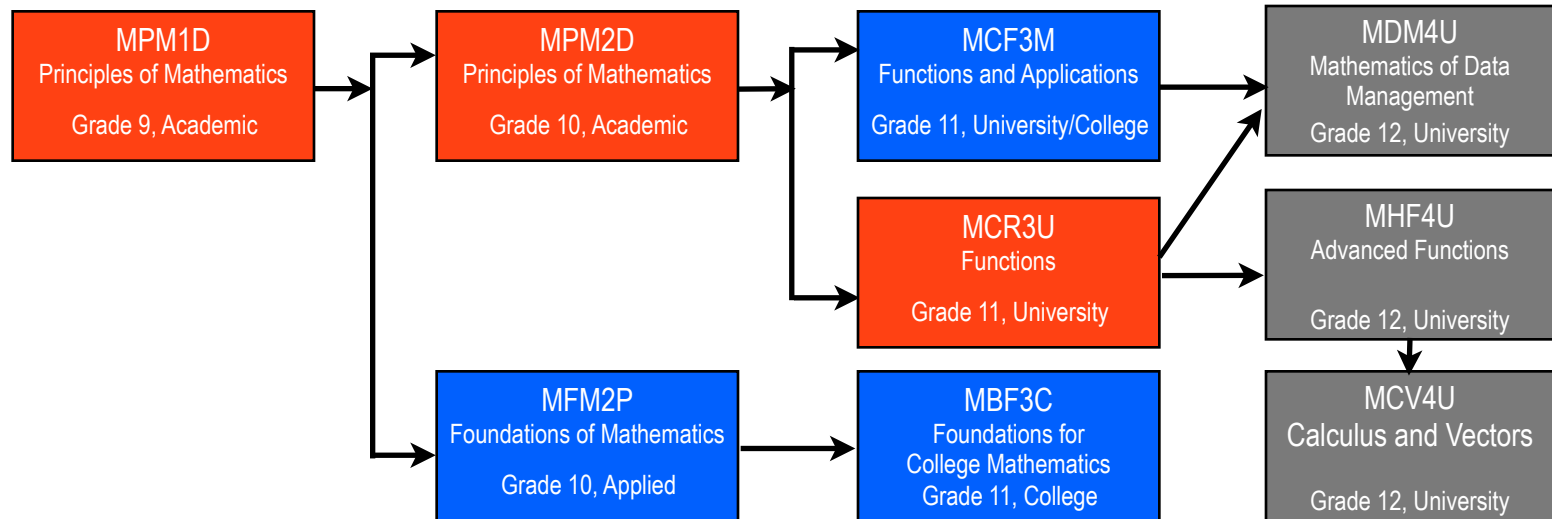 MPM1D
Principles of Mathematics
Grade 9, Academic
MPM2D
Principles of Mathematics
Grade 10, Academic
MCF3M
Functions and Applications
Grade 11, University/College
MDM4U
Mathematics of Data
Management
Grade 12, University
MCR3U
Functions
Grade 11, University
MHF4U
Advanced Functions
Grade 12, University
MFM2P
Foundations of Mathematics
Grade 10, Applied
MBF3C
Foundations for
College Mathematics
Grade 11, College
MCV4U
Calculus and Vectors
Grade 12, University